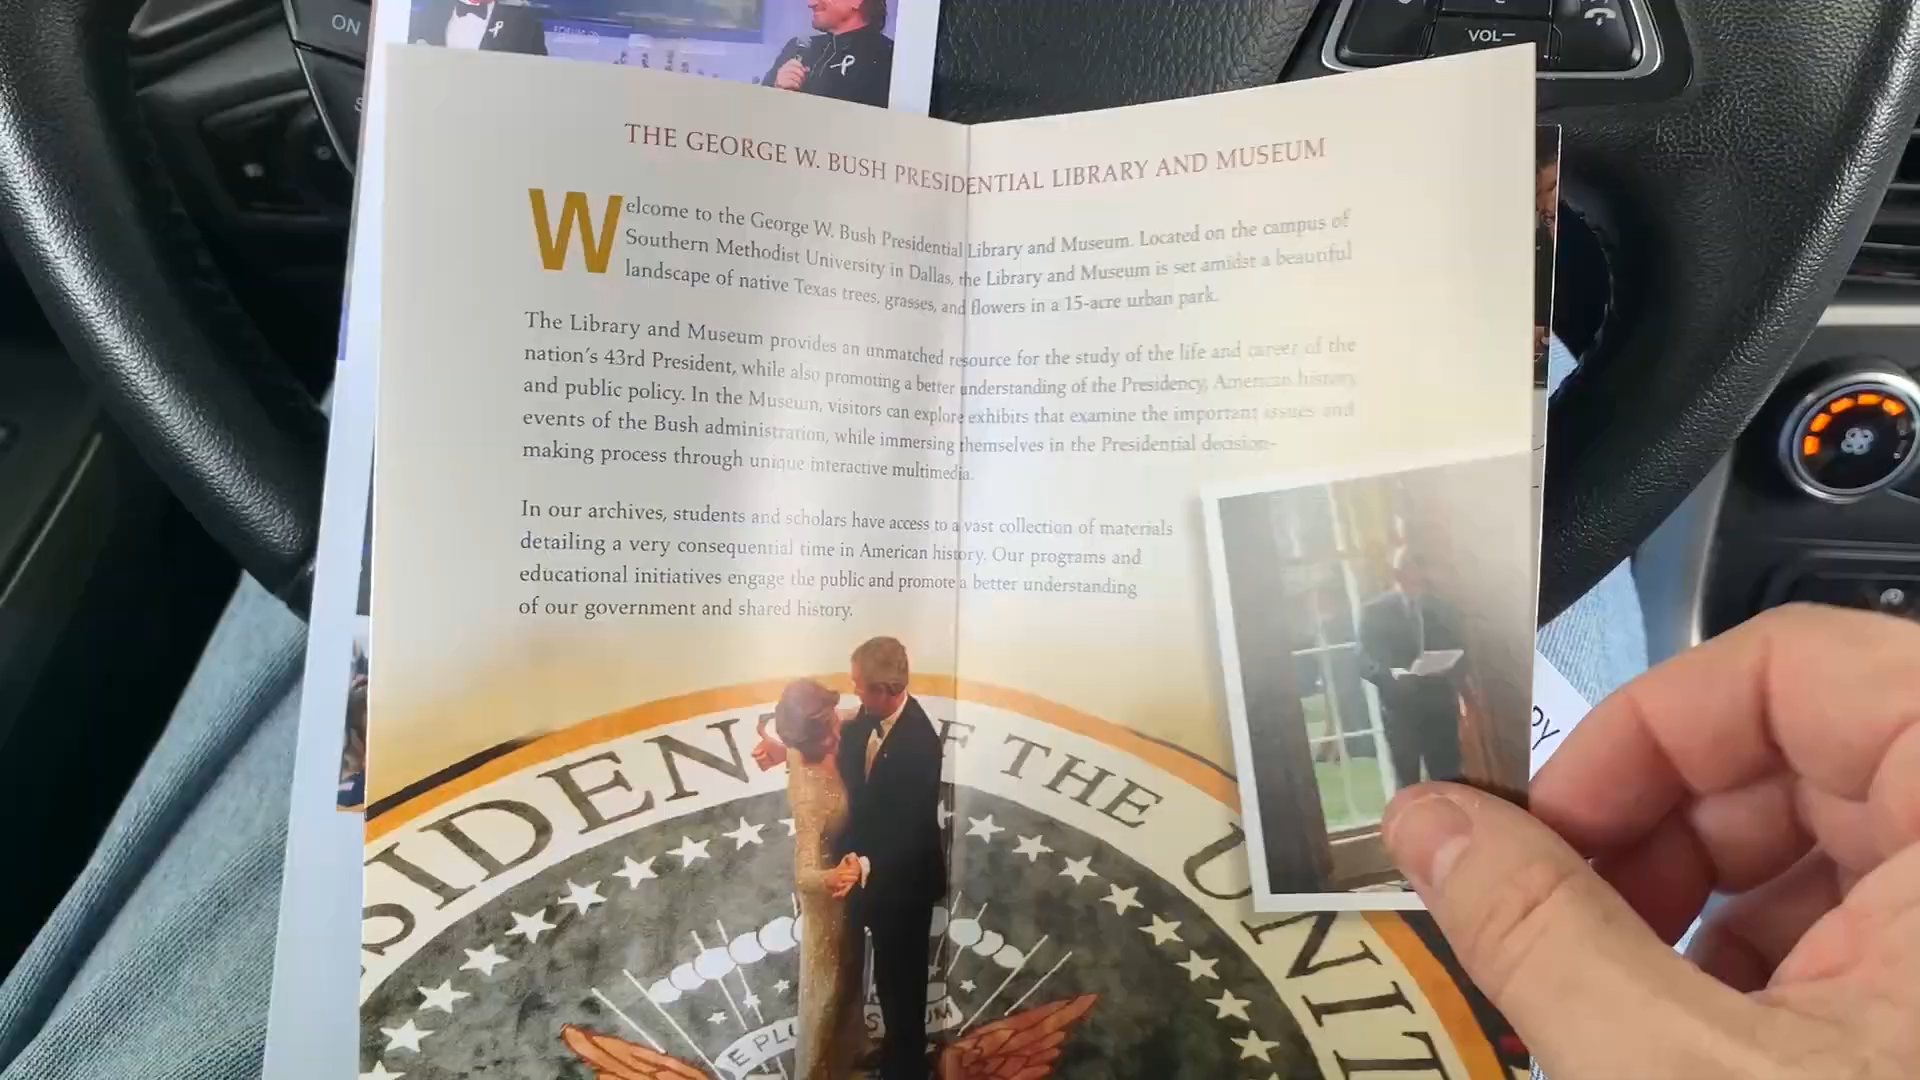 ON
VOL-
THE GEORGE W. BUSH PRESIDENTIAL LIBRARY AND MUSEUM
Welcome to the George W. Bush Presidential Library and Museum. Located on the campus of
Southern Methodist University in Dallas, the Library and Museum is set amidst a beautiful
landscape of native Texas trees, grasses, and flowers in a 15-acre urban park.
The Library and Museum provides an unmatched resource for the study of the life and career of the
nation's 43rd President, while also promoting a better understanding of the Presidency, American history
and public policy. In the Museum, visitors can explore exhibits that examine the important issues and
events of the Bush administration, while immersing themselves in the Presidential decision-
making process through unique interactive multimedia.
In our archives, students and scholars have access to a vast collection of materials
detailing a very consequential time in American history. Our programs and
educational initiatives engage the public and promote a better understanding
of our government and shared history.
SIDENT OF THE UNIT
E PLU S UM